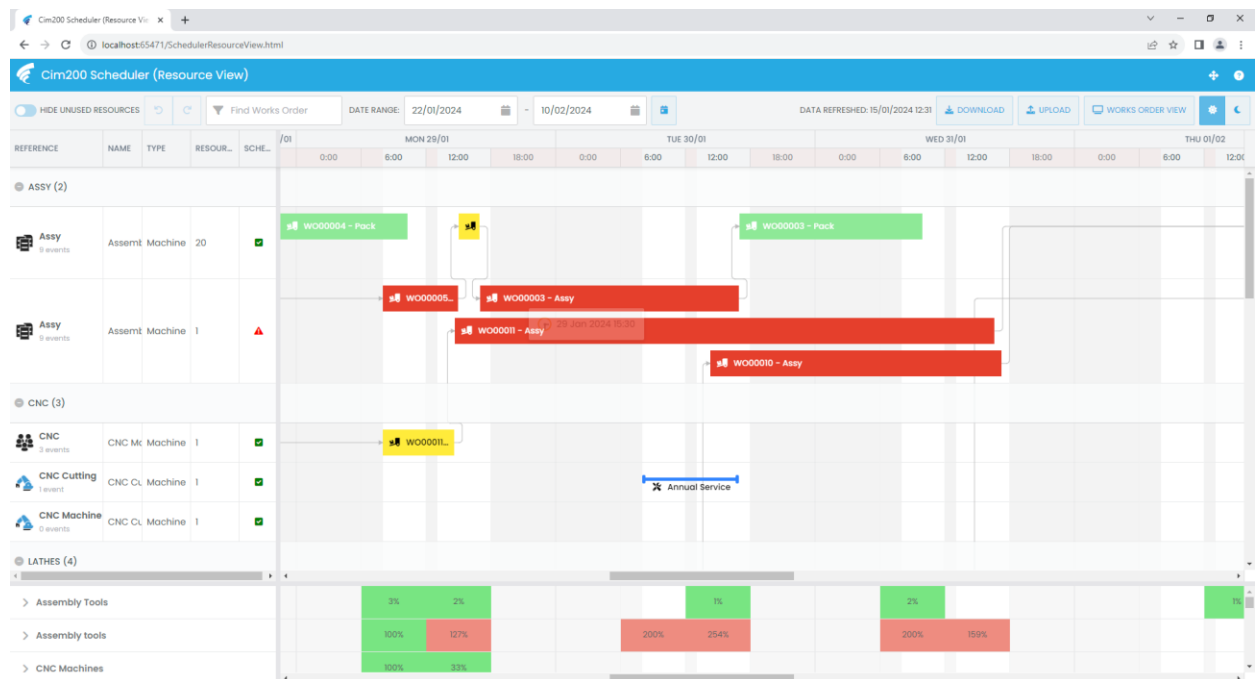 Cim200 Scheduler (Resource Vie
localhost:65471/SchedulerResourceView.html
Cim200 Scheduler (Resource View)
HIDE UNUSED RESOURCES Find Works Order DATE RANGE: 22/01/2024 - 10/02/2024 DATA REFRESHED: 15/01/2024 12:31 DOWNLOAD UPLOAD WORKS ORDER VIEW
REFERENCE NAME TYPE RESOUR... SCHE...
/01 MON 29/01 TUE 30/01 WED 31/01 THU 01/02
0:00 6:00 12:00 18:00 0:00 6:00 12:00 18:00 0:00 6:00 12:00 18:00 0:00 6:00 12:00
ASSY (2)
WO00004 - Pack WO00003 - Pack
Assy
9 events
Assemb Machine 20
WO00005... WO00003 - Assy
29 Jan 2024 15:30
Assy
9 events
Assemb Machine 1
WO00011 - Assy
WO00010 - Assy
CNC (3)
CNC
3 events
CNC Mc Machine 1
WO00011...
CNC Cutting
1 event
CNC Cu Machine 1
Annual Service
CNC Machine
0 events
CNC Cu Machine 1
LATHES (4)
Assembly Tools 3% 2% 1% 2% 1%
Assembly tools 100% 127% 200% 254% 200% 159%
CNC Machines 100% 33%